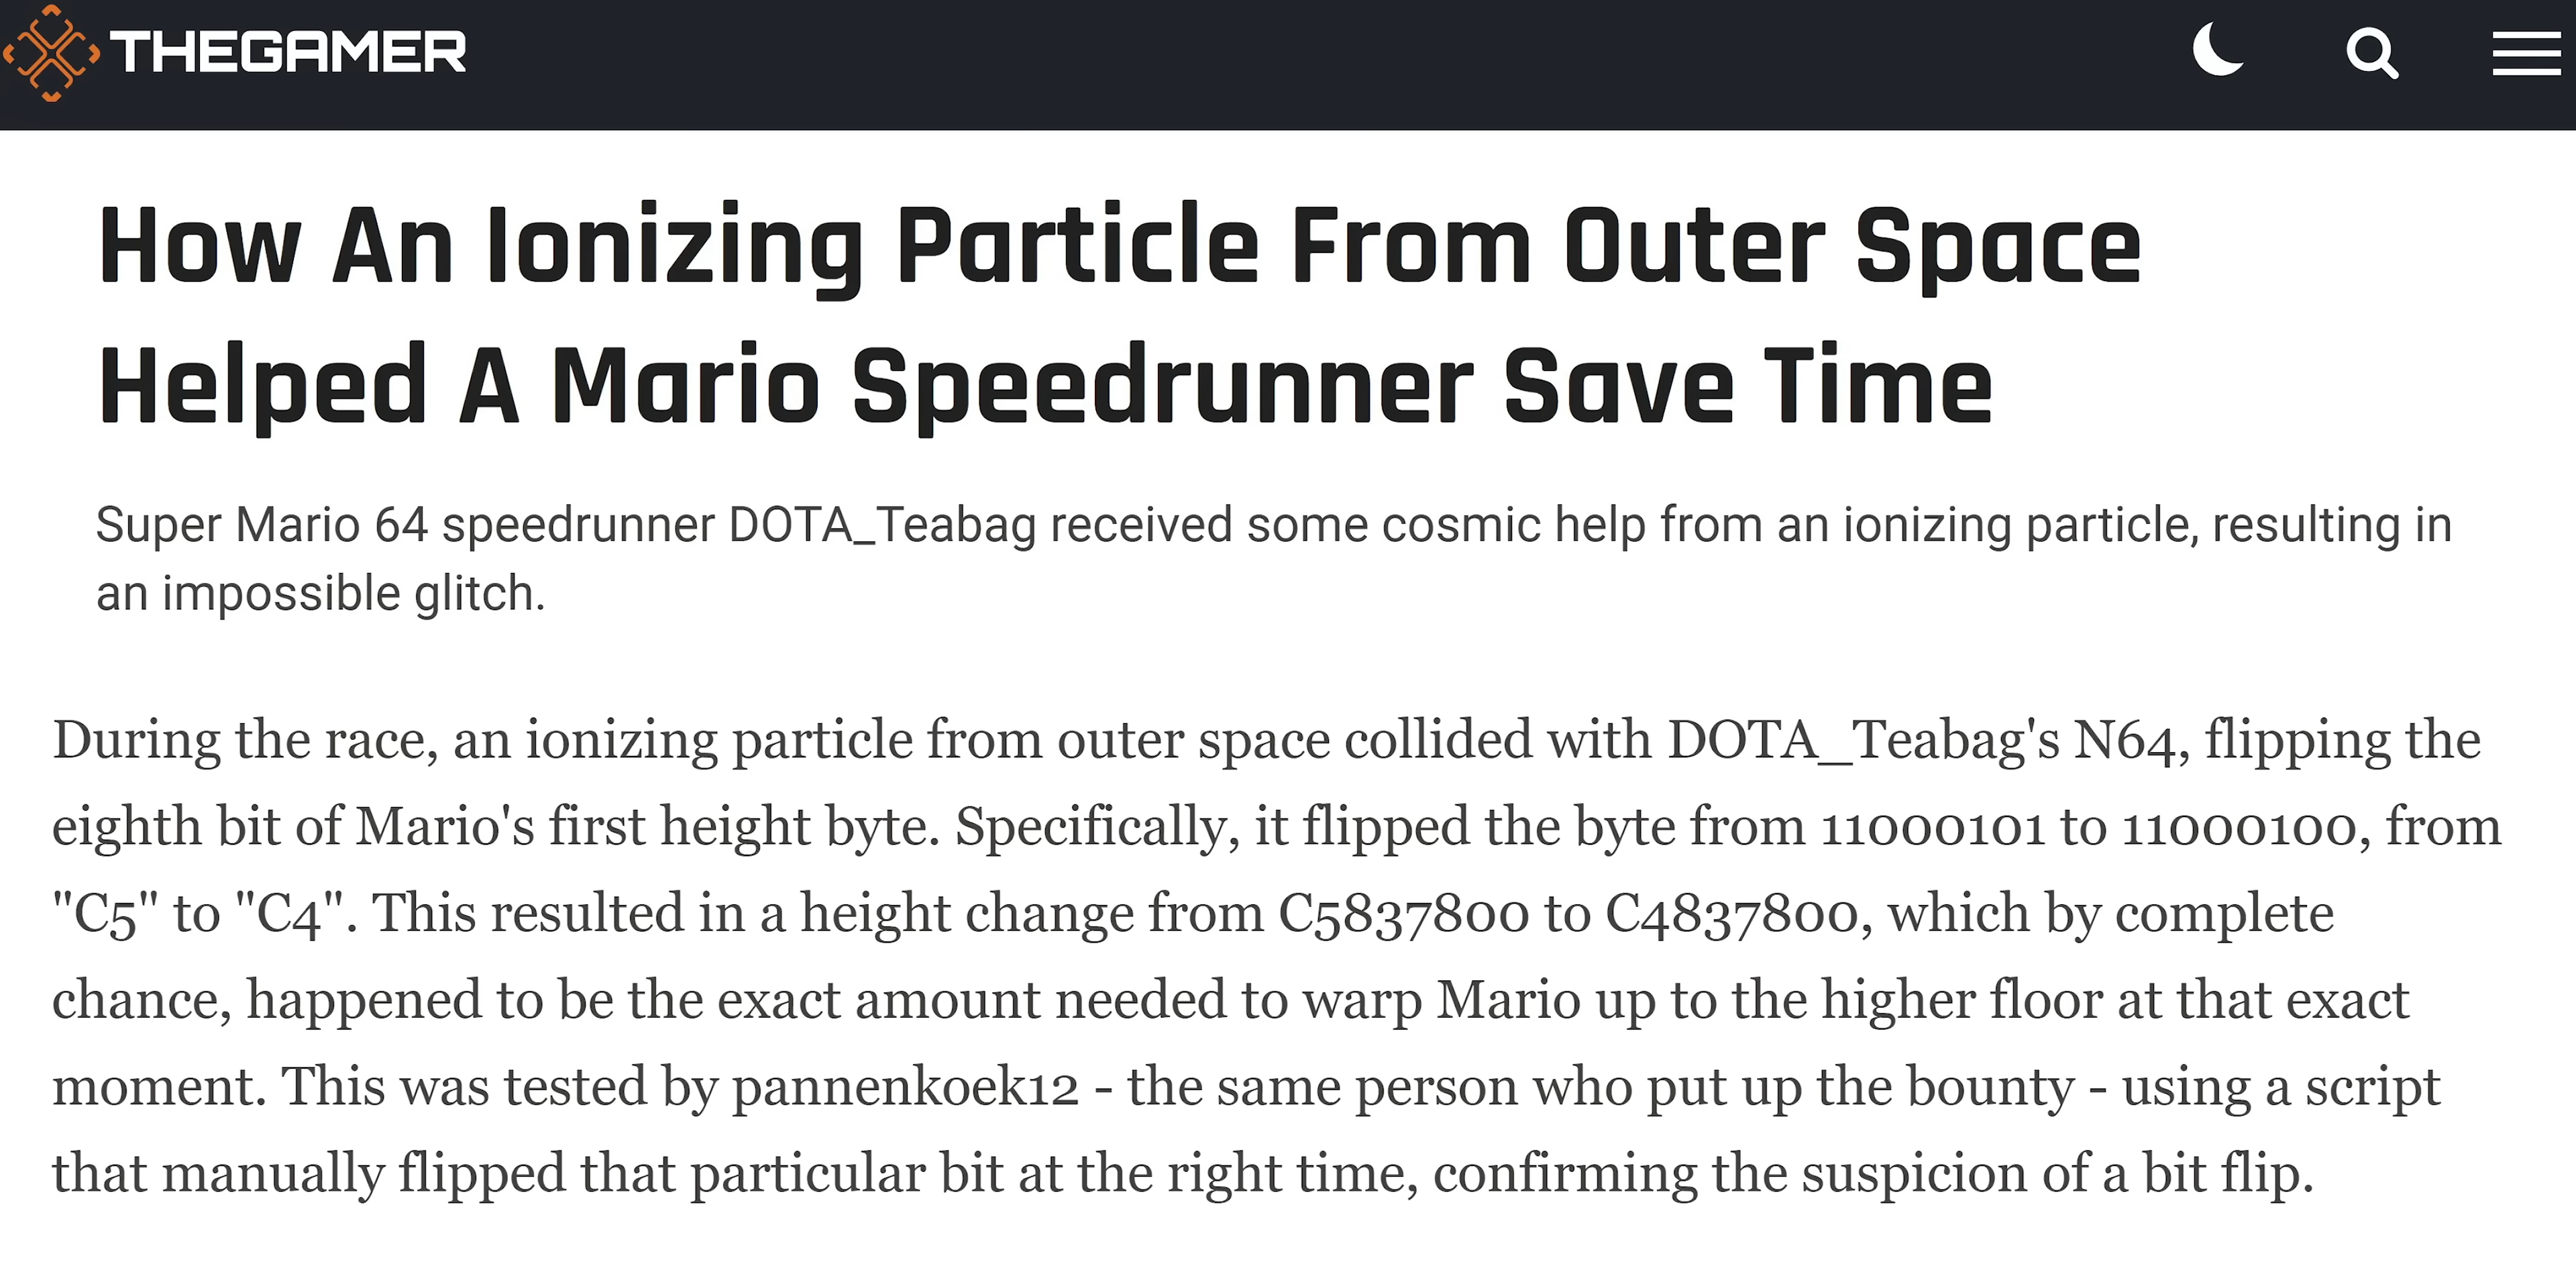 THEGAMER
How An Ionizing Particle From Outer Space
Helped A Mario Speedrunner Save Time
Super Mario 64 speedrunner DOTA_Teabag received some cosmic help from an ionizing particle, resulting in
an impossible glitch.
During the race, an ionizing particle from outer space collided with DOTA_Teabag's N64, flipping the
eighth bit of Mario's first height byte. Specifically, it flipped the byte from 11000101 to 11000100, from
"C5" to "C4". This resulted in a height change from C5837800 to C4837800, which by complete
chance, happened to be the exact amount needed to warp Mario up to the higher floor at that exact
moment. This was tested by pannenkoek12 - the same person who put up the bounty - using a script
that manually flipped that particular bit at the right time, confirming the suspicion of a bit flip.